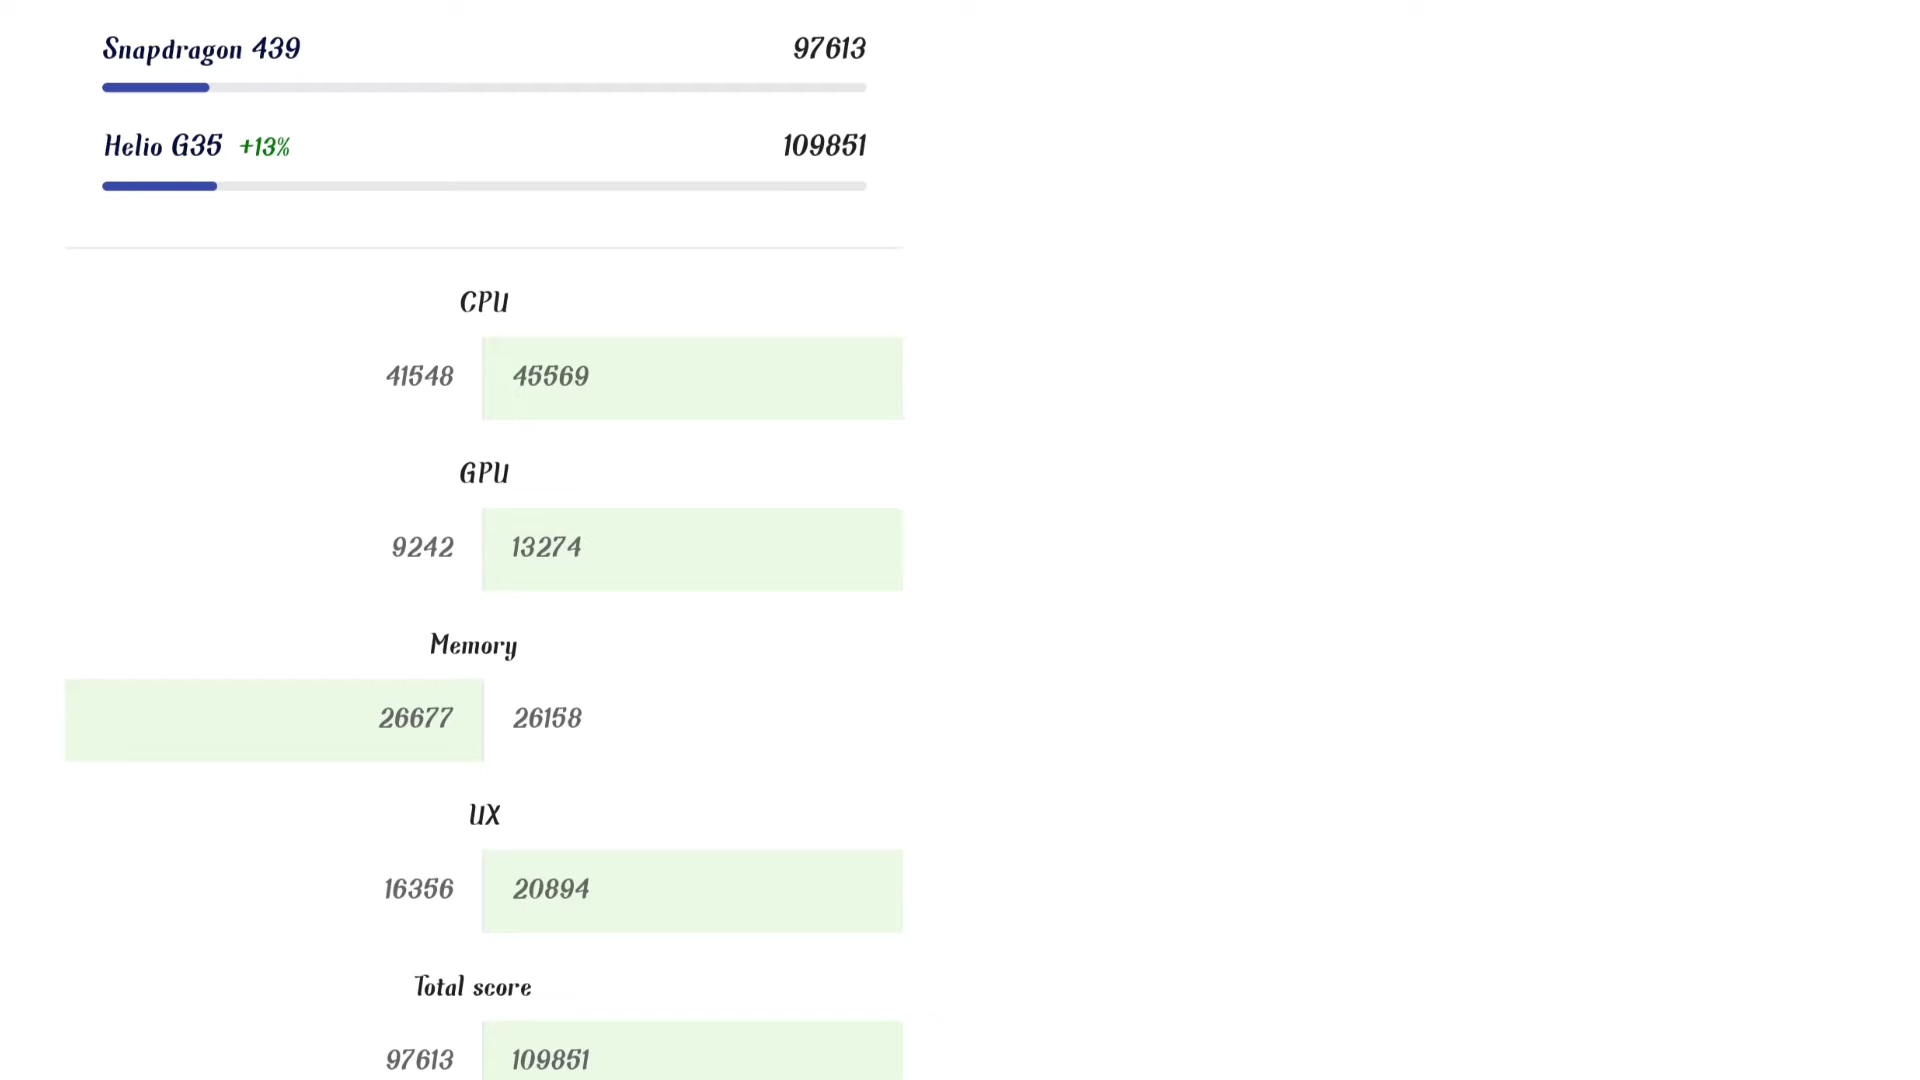 Snapdragon 439 97613
Helio G35 +13% 109851
CPU
41548 45569
GPU
9242 13274
Memory
26677 26158
UX
16356 20894
Total score
97613 109851